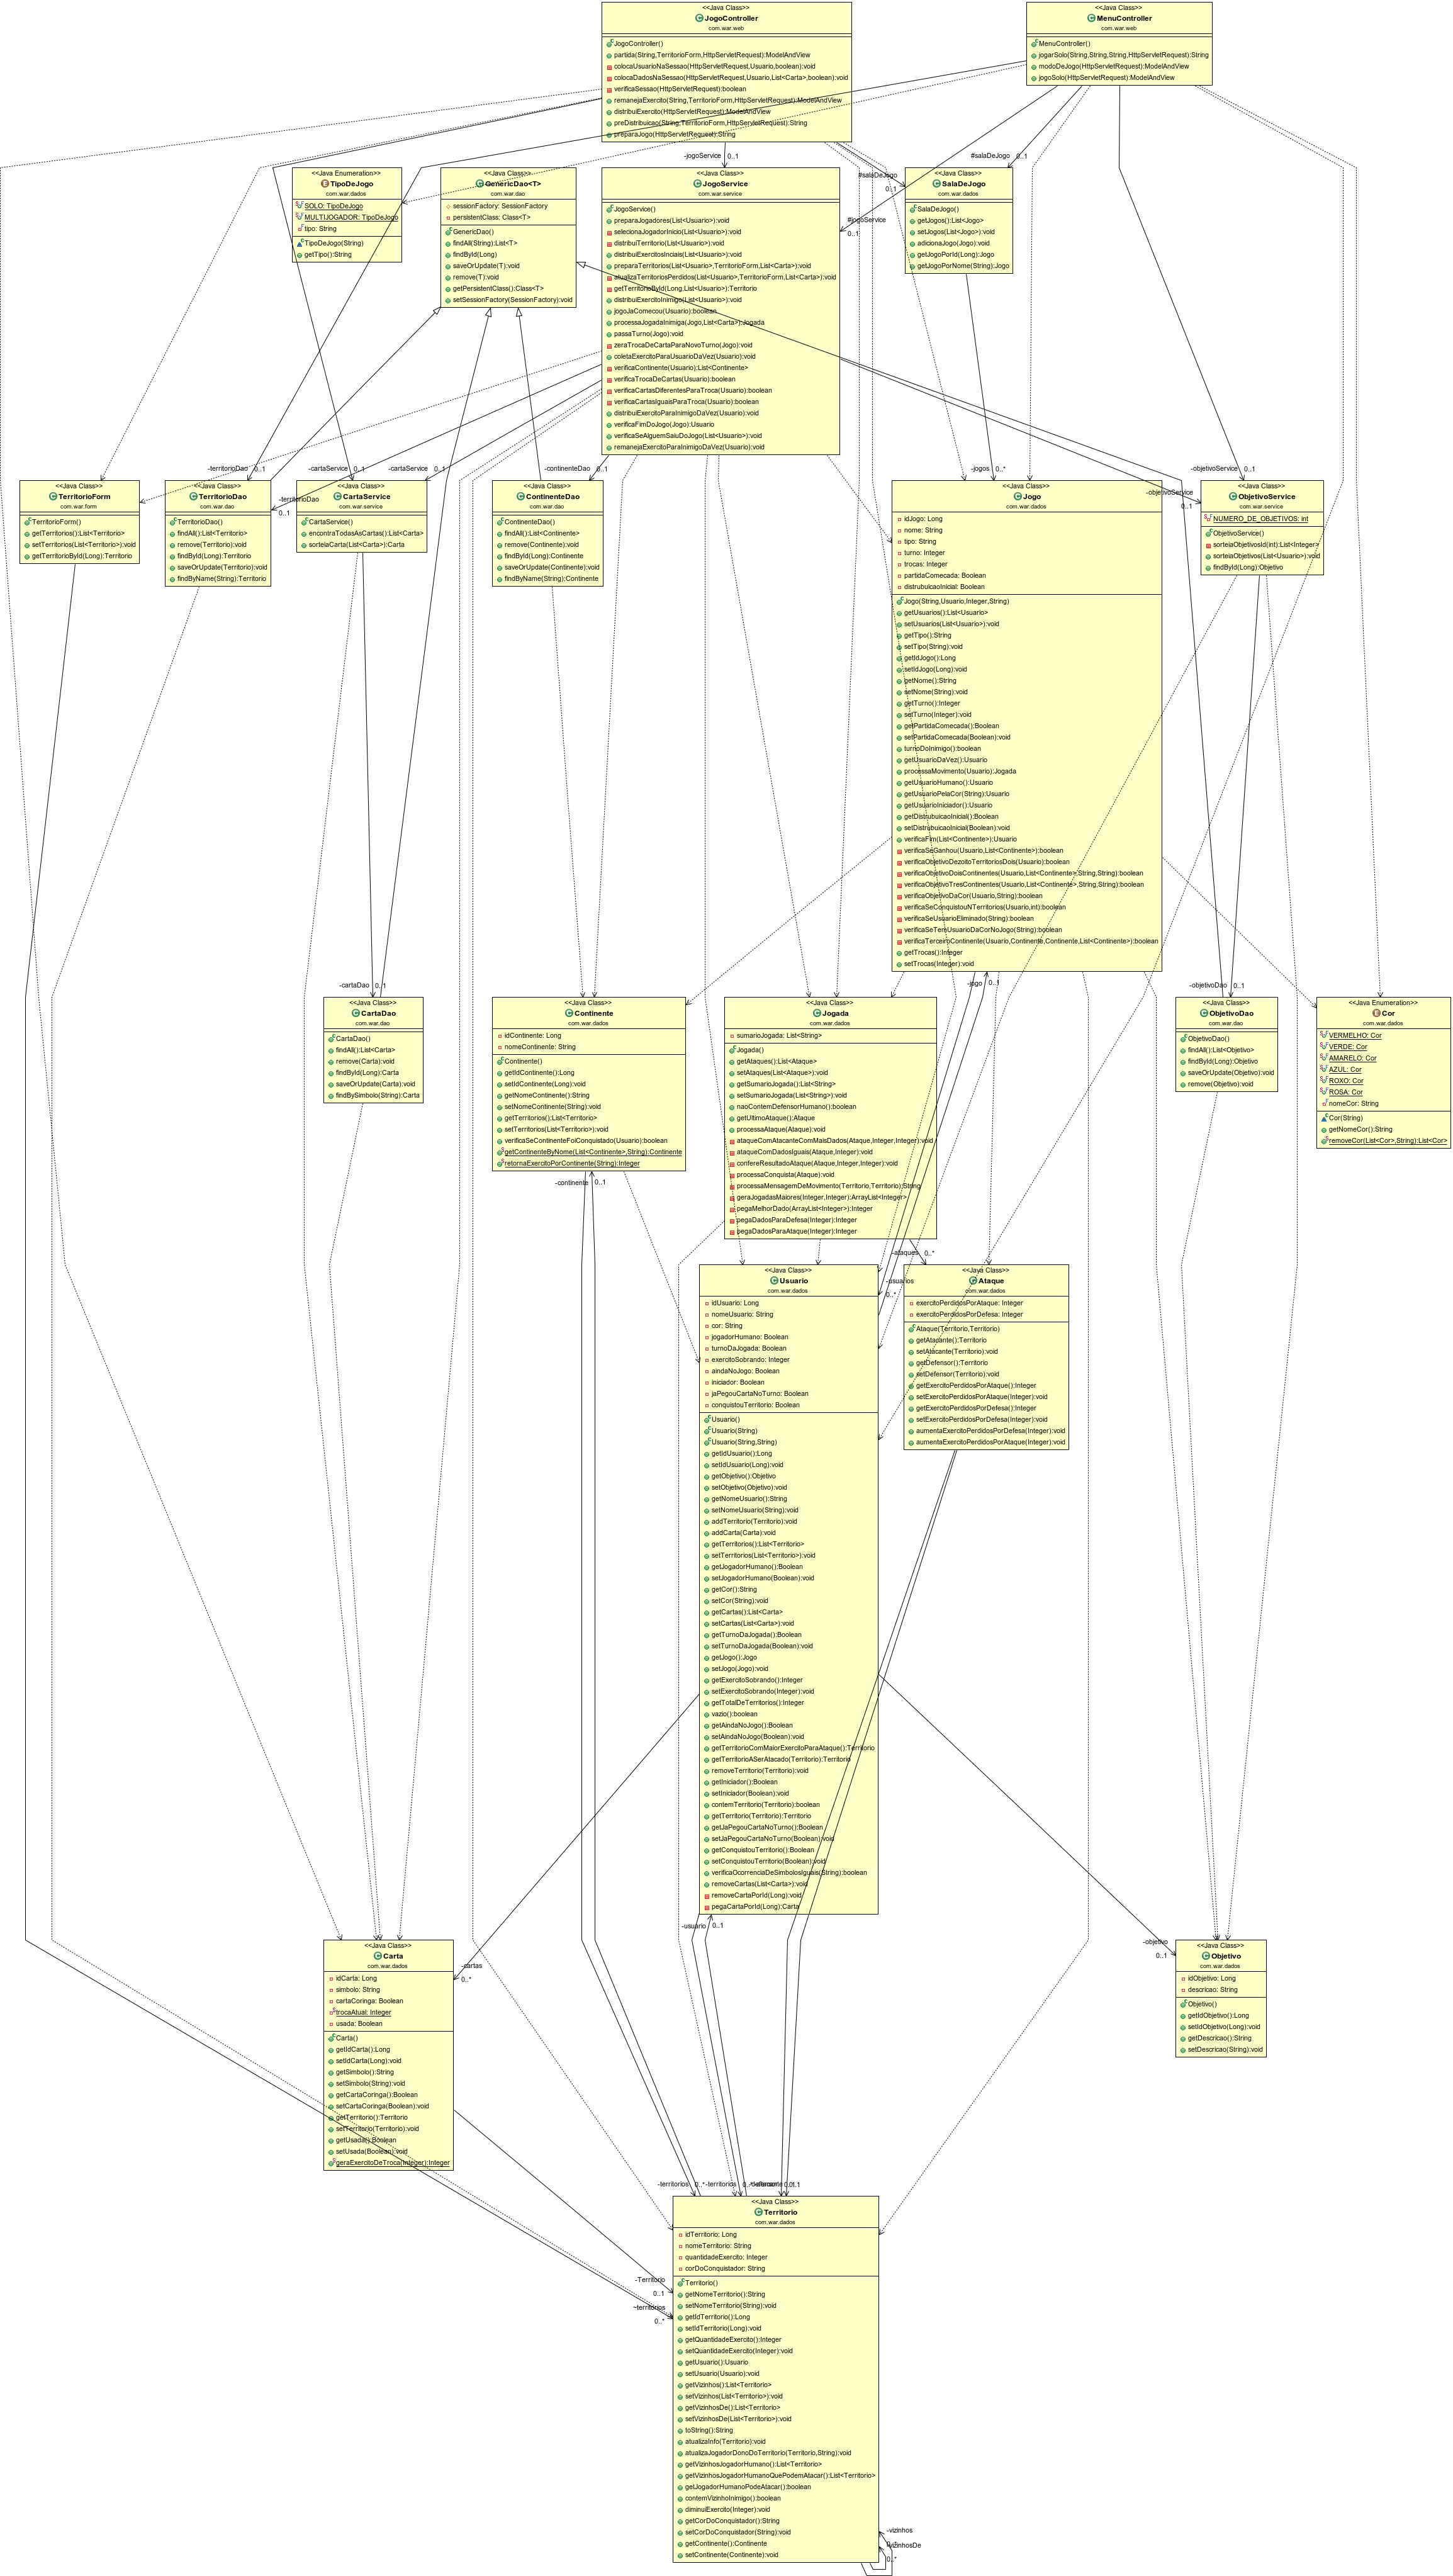 <<Java Class>>
JogoController
com.war.web
JogoController()
partida(String,TerritorioForm,HttpServletRequest):ModelAndView
colocaUsuarioNaSessao(HttpServletRequest,Usuario,boolean):void
colocaDadosNaSessao(HttpServletRequest,Usuario,List<Carta>,boolean):void
verificaSessao(HttpServletRequest):boolean
remanejaExercito(String,TerritorioForm,HttpServletRequest):ModelAndView
distribuiExercito(HttpServletRequest):ModelAndView
preDistribuicao(String,TerritorioForm,HttpServletRequest):String
preparaJogo(HttpServletRequest):String
<<Java Class>>
MenuController
com.war.web
MenuController()
jogarSolo(String,String,String,HttpServletRequest):String
modoDeJogo(HttpServletRequest):ModelAndView
jogoSolo(HttpServletRequest):ModelAndView
-jogoService
0..1
#salaDeJogo
0..1
#salaDeJogo
0..1
#jogoService
0..1
<<Java Enumeration>>
TipoDeJogo
com.war.dados
SOLO: TipoDeJogo
MULTIJOGADOR: TipoDeJogo
tipo: String
TipoDeJogo(String)
getTipo():String
<<Java Class>>
GenericDao<T>
com.war.dao
sessionFactory: SessionFactory
persistentClass: Class<T>
GenericDao()
findAll(String):List<T>
findById(Long)
saveOrUpdate(T):void
remove(T):void
getPersistentClass():Class<T>
setSessionFactory(SessionFactory):void
<<Java Class>>
JogoService
com.war.service
JogoService()
preparaJogadores(List<Usuario>):void
selecionaJogadorInicio(List<Usuario>):void
distribuiTerritorio(List<Usuario>):void
distribuiExercitosInciais(List<Usuario>):void
preparaTerritorios(List<Usuario>,TerritorioForm,List<Carta>):void
atualizaTerritoriosPerdidos(List<Usuario>,TerritorioForm,List<Carta>):void
getTerritorioById(Long,List<Usuario>):Territorio
distribuiExercitoInimigo(List<Usuario>):void
jogoJaComecou(Usuario):boolean
processaJogadaInimiga(Jogo,List<Carta>):Jogada
passaTurno(Jogo):void
zeraTrocaDeCartaParaNovoTurno(Jogo):void
coletaExercitoParaUsuarioDaVez(Usuario):void
verificaContinente(Usuario):List<Continente>
verificaTrocaDeCartas(Usuario):boolean
verificaCartasDiferentesParaTroca(Usuario):boolean
verificaCartasIguaisParaTroca(Usuario):boolean
distribuiExercitoParaInimigoDaVez(Usuario):void
verificaFimDoJogo(Jogo):Usuario
verificaSeAlguemSaiuDoJogo(List<Usuario>):void
remanejaExercitoParaInimigoDaVez(Usuario):void
<<Java Class>>
SalaDeJogo
com.war.dados
SalaDeJogo()
getJogos():List<Jogo>
setJogos(List<Jogo>):void
adicionaJogo(Jogo):void
getJogoPorId(Long):Jogo
getJogoPorNome(String):Jogo
-territorioDao
0..1
-territorioDao
0..1
-cartaService
0..1
-cartaService
0..1
-continenteDao
0..1
-jogos
0..*
-objetivoService
0..1
-objetivoService
0..1
<<Java Class>>
TerritorioForm
com.war.form
TerritorioForm()
getTerritorios():List<Territorio>
setTerritorios(List<Territorio>):void
getTerritorioById(Long):Territorio
<<Java Class>>
TerritorioDao
com.war.dao
TerritorioDao()
findAll():List<Territorio>
remove(Territorio):void
findById(Long):Territorio
saveOrUpdate(Territorio):void
findByName(String):Territorio
<<Java Class>>
CartaService
com.war.service
CartaService()
encontraTodasAsCartas():List<Carta>
sorteiaCarta(List<Carta>):Carta
<<Java Class>>
ContinenteDao
com.war.dao
ContinenteDao()
findAll():List<Continente>
remove(Continente):void
findById(Long):Continente
saveOrUpdate(Continente):void
findByName(String):Continente
<<Java Class>>
Jogo
com.war.dados
idJogo: Long
nome: String
tipo: String
turno: Integer
trocas: Integer
partidaComecada: Boolean
distrubuicaoInicial: Boolean
Jogo(String,Usuario,Integer,String)
getUsuarios():List<Usuario>
setUsuarios(List<Usuario>):void
getTipo():String
setTipo(String):void
getIdJogo():Long
setIdJogo(Long):void
getNome():String
setNome(String):void
getTurno():Integer
setTurno(Integer):void
getPartidaComecada():Boolean
setPartidaComecada(Boolean):void
turnoDoInimigo():boolean
getUsuarioDaVez():Usuario
processaMovimento(Usuario):Jogada
getUsuarioHumano():Usuario
getUsuarioPelaCor(String):Usuario
getUsuarioIniciador():Usuario
getDistrubuicaoInicial():Boolean
setDistrubuicaoInicial(Boolean):void
verificaFim(List<Continente>):Usuario
verificaSeGanhou(Usuario,List<Continente>):boolean
verificaObjetivoDezoitoTerritoriosDois(Usuario):boolean
verificaObjetivoDoisContinentes(Usuario,List<Continente>,String,String):boolean
verificaObjetivoTresContinentes(Usuario,List<Continente>,String,String):boolean
verificaObjetivoDaCor(Usuario,String):boolean
verificaSeConquistouNTerritorios(Usuario,int):boolean
verificaSeUsuarioEliminado(String):boolean
verificaSeTemUsuarioDaCorNoJogo(String):boolean
verificaTerceiroContinente(Usuario,Continente,Continente,List<Continente>):boolean
getTrocas():Integer
setTrocas(Integer):void
<<Java Class>>
ObjetivoService
com.war.service
NUMERO_DE_OBJETIVOS: int
ObjetivoService()
sorteiaObjetivosId(int):List<Integer>
sorteiaObjetivos(List<Usuario>):void
findById(Long):Objetivo
-cartaDao
0..1
-jogo
0..1
-objetivoDao
0..1
<<Java Class>>
CartaDao
com.war.dao
CartaDao()
findAll():List<Carta>
remove(Carta):void
findById(Long):Carta
saveOrUpdate(Carta):void
findBySimbolo(String):Carta
<<Java Class>>
Continente
com.war.dados
idContinente: Long
nomeContinente: String
Continente()
getIdContinente():Long
setIdContinente(Long):void
getNomeContinente():String
setNomeContinente(String):void
getTerritorios():List<Territorio>
setTerritorios(List<Territorio>):void
verificaSeContinenteFoiConquistado(Usuario):boolean
getContinenteByNome(List<Continente>,String):Continente
retornaExercitoPorContinente(String):Integer
<<Java Class>>
Jogada
com.war.dados
sumarioJogada: List<String>
Jogada()
getAtaques():List<Ataque>
setAtaques(List<Ataque>):void
getSumarioJogada():List<String>
setSumarioJogada(List<String>):void
naoContemDefensorHumano():boolean
getUltimoAtaque():Ataque
processaAtaque(Ataque):void
ataqueComAtacanteComMaisDados(Ataque,Integer,Integer):void
ataqueComDadosIguais(Ataque,Integer):void
confereResultadoAtaque(Ataque,Integer,Integer):void
processaConquista(Ataque):void
processaMensagemDeMovimento(Territorio,Territorio):String
geraJogadasMaiores(Integer,Integer):ArrayList<Integer>
pegaMelhorDado(ArrayList<Integer>):Integer
pegaDadosParaDefesa(Integer):Integer
pegaDadosParaAtaque(Integer):Integer
<<Java Class>>
ObjetivoDao
com.war.dao
ObjetivoDao()
findAll():List<Objetivo>
findById(Long):Objetivo
saveOrUpdate(Objetivo):void
remove(Objetivo):void
<<Java Enumeration>>
Cor
com.war.dados
VERMELHO: Cor
VERDE: Cor
AMARELO: Cor
AZUL: Cor
ROXO: Cor
ROSA: Cor
nomeCor: String
Cor(String)
getNomeCor():String
removeCor(List<Cor>,String):List<Cor>
-continente
0..1
-ataques
0..*
-usuarios
0..*
<<Java Class>>
Usuario
com.war.dados
idUsuario: Long
nomeUsuario: String
cor: String
jogadorHumano: Boolean
turnoDaJogada: Boolean
exercitoSobrando: Integer
aindaNoJogo: Boolean
iniciador: Boolean
jaPegouCartaNoTurno: Boolean
conquistouTerritorio: Boolean
Usuario()
Usuario(String)
Usuario(String,String)
getIdUsuario():Long
setIdUsuario(Long):void
getObjetivo():Objetivo
setObjetivo(Objetivo):void
getNomeUsuario():String
setNomeUsuario(String):void
addTerritorio(Territorio):void
addCarta(Carta):void
getTerritorios():List<Territorio>
setTerritorios(List<Territorio>):void
getJogadorHumano():Boolean
setJogadorHumano(Boolean):void
getCor():String
setCor(String):void
getCartas():List<Carta>
setCartas(List<Carta>):void
getTurnoDaJogada():Boolean
setTurnoDaJogada(Boolean):void
getJogo():Jogo
setJogo(Jogo):void
getExercitoSobrando():Integer
setExercitoSobrando(Integer):void
getTotalDeTerritorios():Integer
vazio():boolean
getAindaNoJogo():Boolean
setAindaNoJogo(Boolean):void
getTerritorioComMaiorExercitoParaAtaque():Territorio
getTerritorioASerAtacado(Territorio):Territorio
removeTerritorio(Territorio):void
getIniciador():Boolean
setIniciador(Boolean):void
contemTerritorio(Territorio):boolean
getTerritorio(Territorio):Territorio
getJaPegouCartaNoTurno():Boolean
setJaPegouCartaNoTurno(Boolean):void
getConquistouTerritorio():Boolean
setConquistouTerritorio(Boolean):void
verificaOcorrenciaDeSimbolosIguais(String):boolean
removeCartas(List<Carta>):void
removeCartaPorId(Long):void
pegaCartaPorId(Long):Carta
<<Java Class>>
Ataque
com.war.dados
exercitoPerdidosPorAtaque: Integer
exercitoPerdidosPorDefesa: Integer
Ataque(Territorio,Territorio)
getAtacante():Territorio
setAtacante(Territorio):void
getDefensor():Territorio
setDefensor(Territorio):void
getExercitoPerdidosPorAtaque():Integer
setExercitoPerdidosPorAtaque(Integer):void
getExercitoPerdidosPorDefesa():Integer
setExercitoPerdidosPorDefesa(Integer):void
aumentaExercitoPerdidosPorDefesa(Integer):void
aumentaExercitoPerdidosPorAtaque(Integer):void
-usuario
0..1
-cartas
0..*
-objetivo
0..1
<<Java Class>>
Carta
com.war.dados
idCarta: Long
simbolo: String
cartaCoringa: Boolean
trocaAtual: Integer
usada: Boolean
Carta()
getIdCarta():Long
setIdCarta(Long):void
getSimbolo():String
setSimbolo(String):void
getCartaCoringa():Boolean
setCartaCoringa(Boolean):void
getTerritorio():Territorio
setTerritorio(Territorio):void
getUsada():Boolean
setUsada(Boolean):void
geraExercitoDeTroca(Integer):Integer
<<Java Class>>
Objetivo
com.war.dados
idObjetivo: Long
descricao: String
Objetivo()
getIdObjetivo():Long
setIdObjetivo(Long):void
getDescricao():String
setDescricao(String):void
-territorios
0..*
-territorios
-Territorio
0..1
~territorios
0..*
<<Java Class>>
Territorio
com.war.dados
idTerritorio: Long
nomeTerritorio: String
quantidadeExercito: Integer
corDoConquistador: String
Territorio()
getNomeTerritorio():String
setNomeTerritorio(String):void
getIdTerritorio():Long
setIdTerritorio(Long):void
getQuantidadeExercito():Integer
setQuantidadeExercito(Integer):void
getUsuario():Usuario
setUsuario(Usuario):void
getVizinhos():List<Territorio>
setVizinhos(List<Territorio>):void
getVizinhosDe():List<Territorio>
setVizinhosDe(List<Territorio>):void
toString():String
atualizaInfo(Territorio):void
atualizaJogadorDonoDoTerritorio(Territorio,String):void
getVizinhosJogadorHumano():List<Territorio>
getVizinhosJogadorHumanoQuePodemAtacar():List<Territorio>
getJogadorHumanoPodeAtacar():boolean
contemVizinhoInimigo():boolean
diminuiExercito(Integer):void
getCorDoConquistador():String
setCorDoConquistador(String):void
getContinente():Continente
setContinente(Continente):void
-vizinhos
-vizinhosDe
0..*